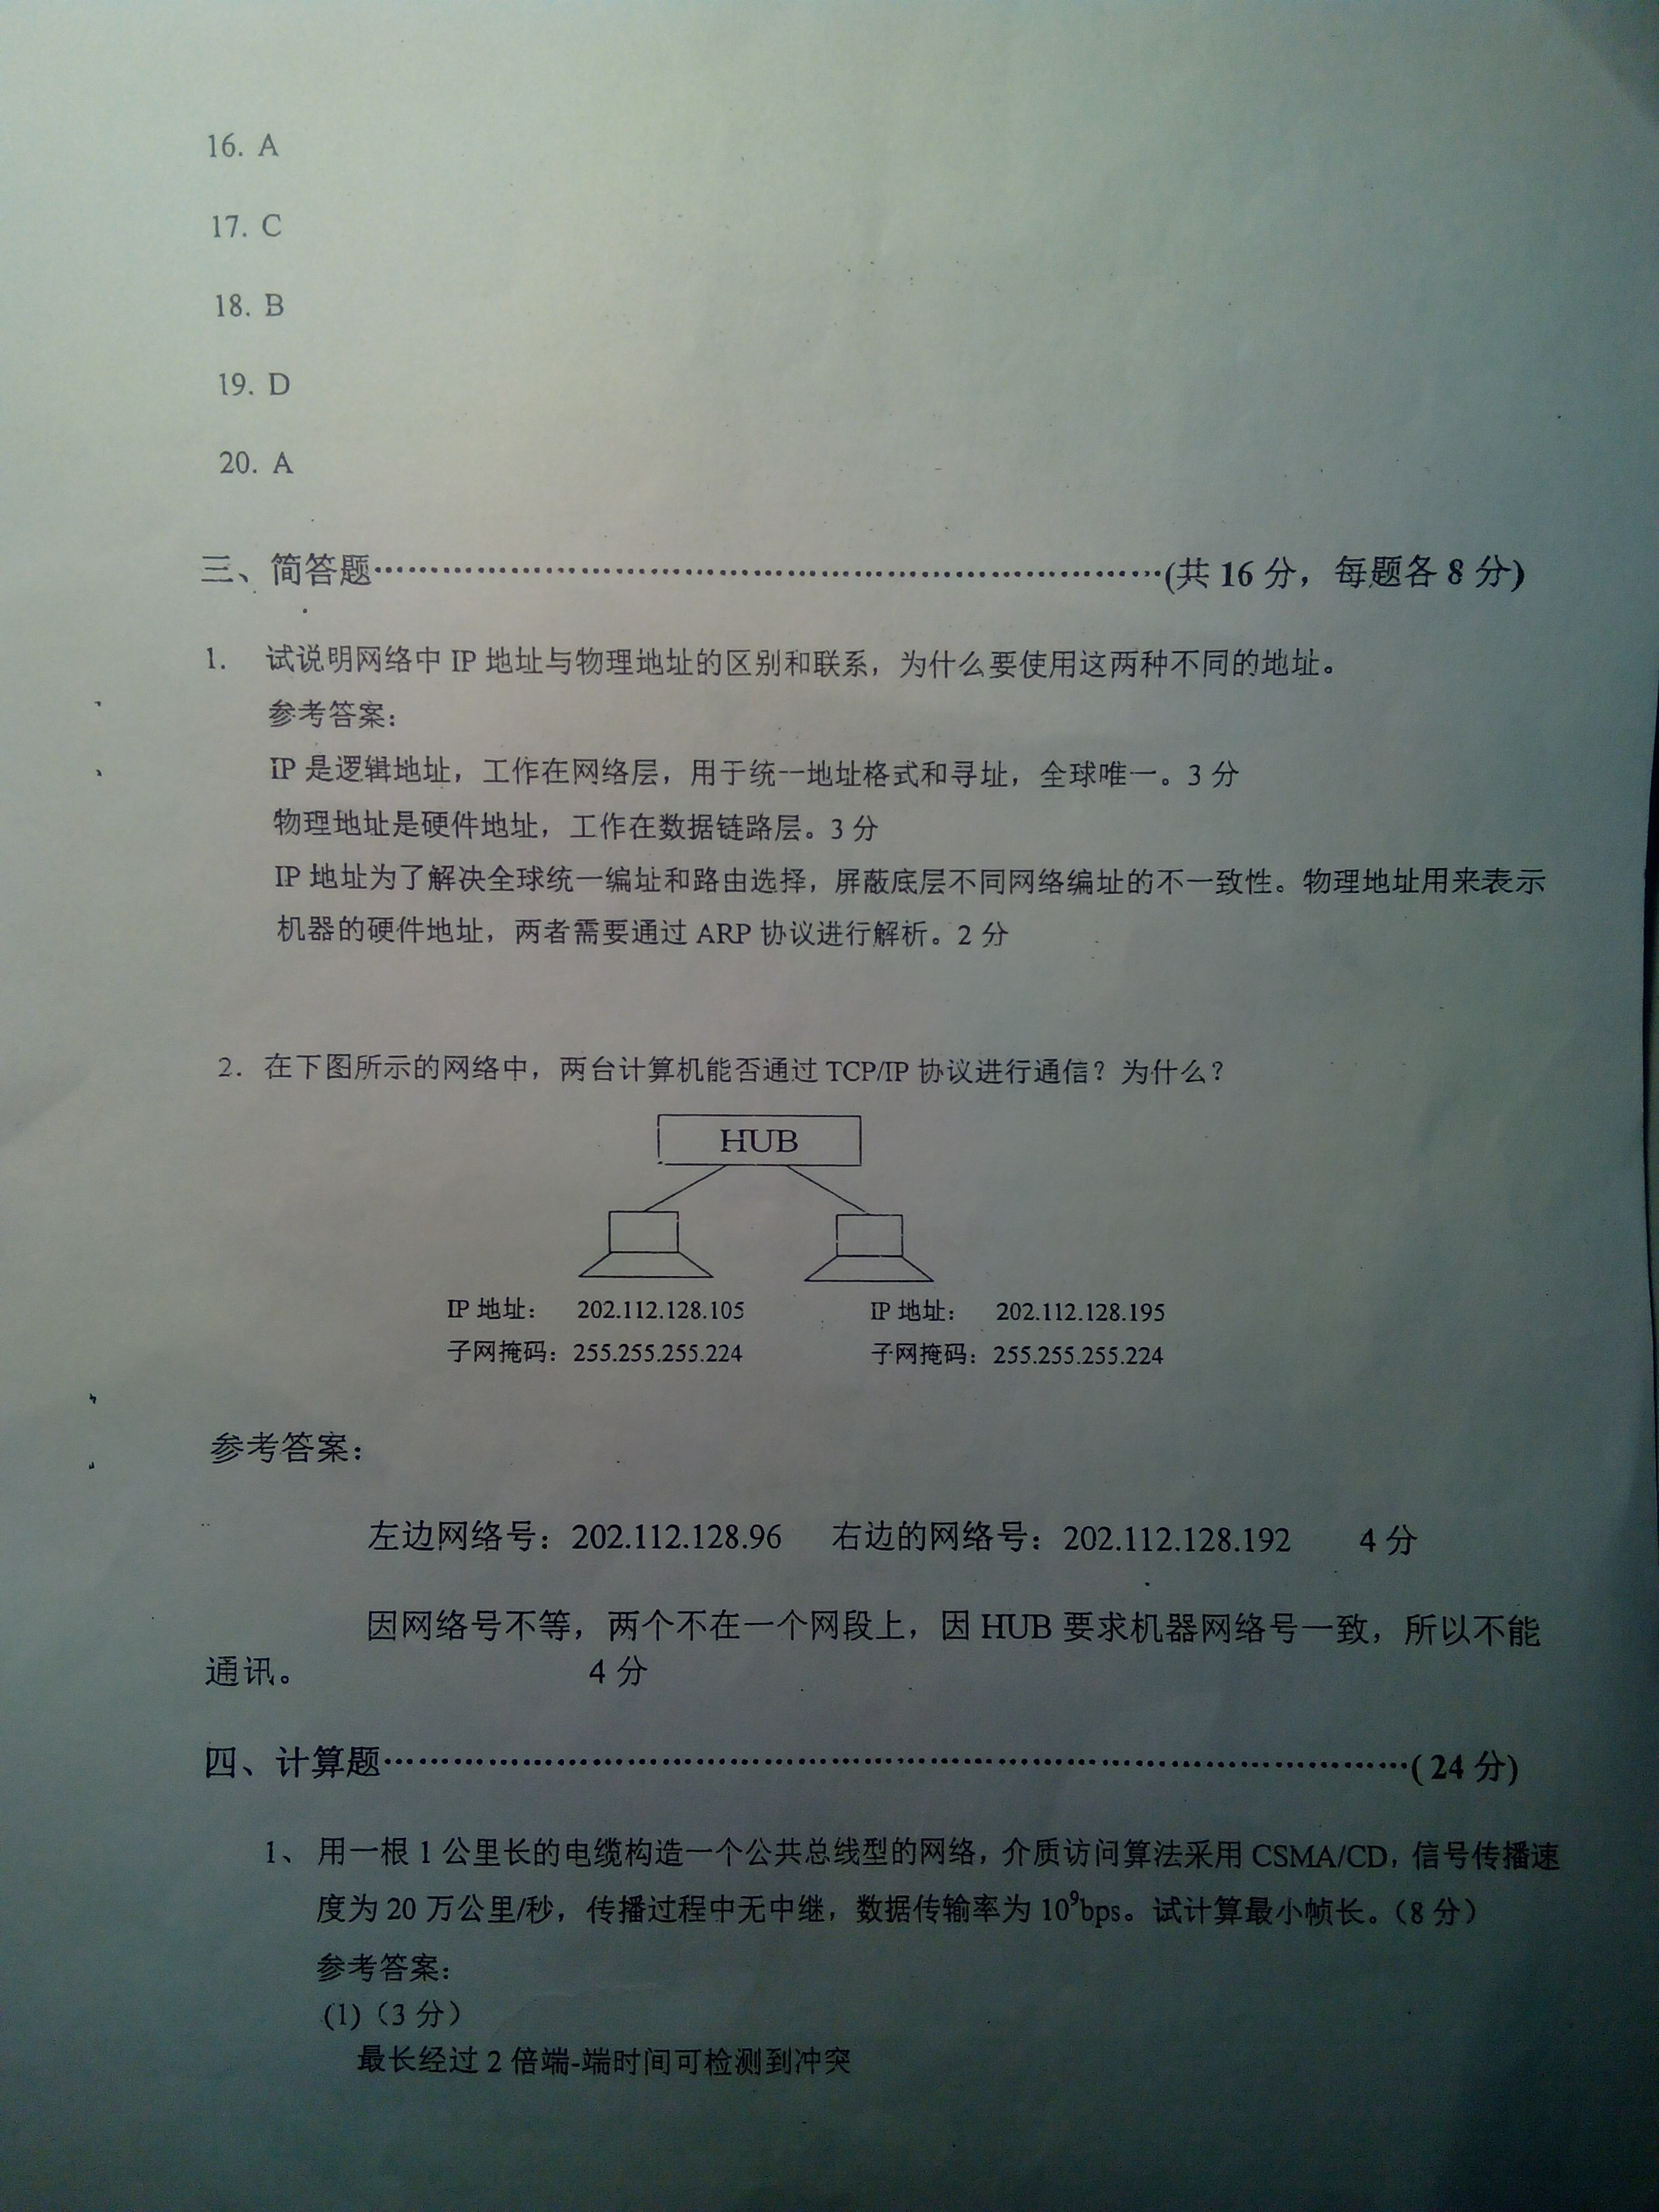 16. A
17. C
18. B
19. D
20. A
三、简答题……………………………………………………………(共 16 分，每题各 8 分)
1. 试说明网络中 IP 地址与物理地址的区别和联系，为什么要使用这两种不同的地址。
参考答案：
IP 是逻辑地址，工作在网络层，用于统一地址格式和寻址，全球唯一。3 分
物理地址是硬件地址，工作在数据链路层。3 分
IP 地址为了解决全球统一编址和路由选择，屏蔽底层不同网络编址的不一致性。物理地址用来表示
机器的硬件地址，两者需要通过 ARP 协议进行解析。2 分
2. 在下图所示的网络中，两台计算机能否通过 TCP/IP 协议进行通信？为什么？
HUB
IP 地址： 202.112.128.105 IP 地址： 202.112.128.195
子网掩码：255.255.255.224 子网掩码：255.255.255.224
参考答案：
左边网络号：202.112.128.96 右边的网络号：202.112.128.192 4 分
因网络号不等，两个不在一个网段上，因 HUB 要求机器网络号一致，所以不能
通讯。 4 分
四、计算题……………………………………………………………………………( 24 分)
1、 用一根 1 公里长的电缆构造一个公共总线型的网络，介质访问算法采用 CSMA/CD，信号传播速
度为 20 万公里/秒，传播过程中无中继，数据传输率为 10⁹bps。试计算最小帧长。（8 分）
参考答案：
(1)（3 分）
最长经过 2 倍端-端时间可检测到冲突